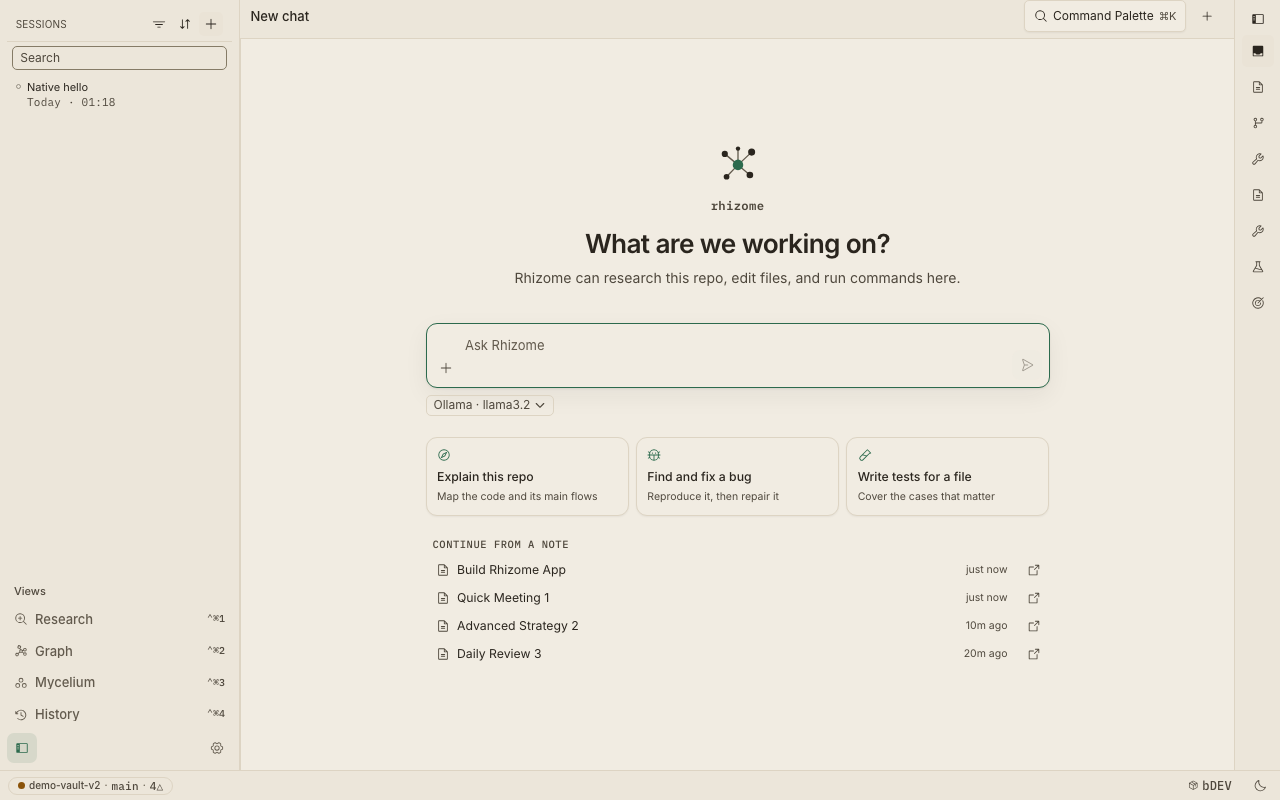 SESSIONS
Search
Native hello
Today · 01:18
Views
Research ^⌘1
Graph ^⌘2
Mycelium ^⌘3
History ^⌘4
New chat
Command Palette ⌘K
rhizome
What are we working on?
Rhizome can research this repo, edit files, and run commands here.
Ask Rhizome
Ollama · llama3.2
Explain this repo
Map the code and its main flows
Find and fix a bug
Reproduce it, then repair it
Write tests for a file
Cover the cases that matter
CONTINUE FROM A NOTE
Build Rhizome App just now
Quick Meeting 1 just now
Advanced Strategy 2 10m ago
Daily Review 3 20m ago
demo-vault-v2 · main · 4△
bDEV